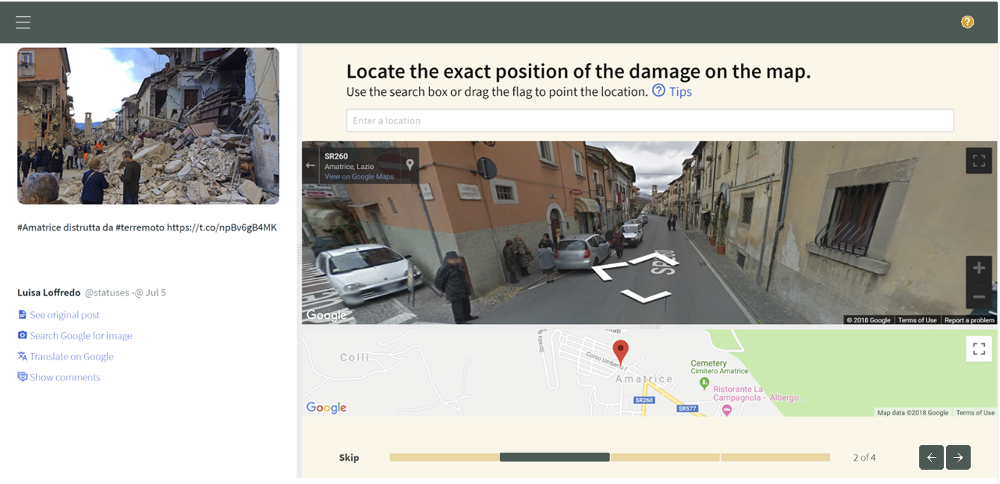 ?
Locate the exact position of the damage on the map.
Use the search box or drag the flag to point the location. ? Tips
Enter a location
SR260
Amatrice, Lazio
View on Google Maps
CORSO
UMBERTO I
SR260
Google
© 2018 Google
Terms of Use
Report a problem
#Amatrice distrutta da #terremoto https://t.co/npBv6gB4MK
Luisa Loffredo @statuses -@ Jul 5
See original post
Search Google for image
Translate on Google
Show comments
Colli
Corso Umberto I
Amatrice
Cemetery
Cimitero Amatrice
Ristorante La
Campagnola - Albergo...
SR260
SR577
Google
Map data ©2018 Google
Terms of Use
Skip
2 of 4